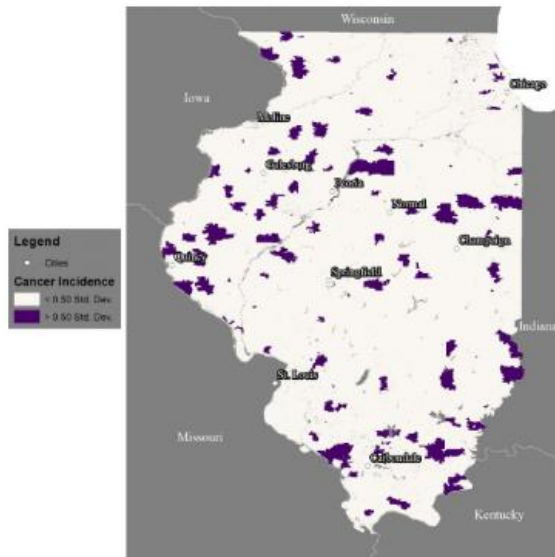 Wisconsin
Chicago
Iowa
Moline
Galesburg
Peoria
Normal
Legend
Cities
Cancer Incidence
< 0.50 Std. Dev.
> 0.50 Std. Dev.
Quincy
Champaign
Springfield
Indiana
St. Louis
Missouri
Carbondale
Kentucky